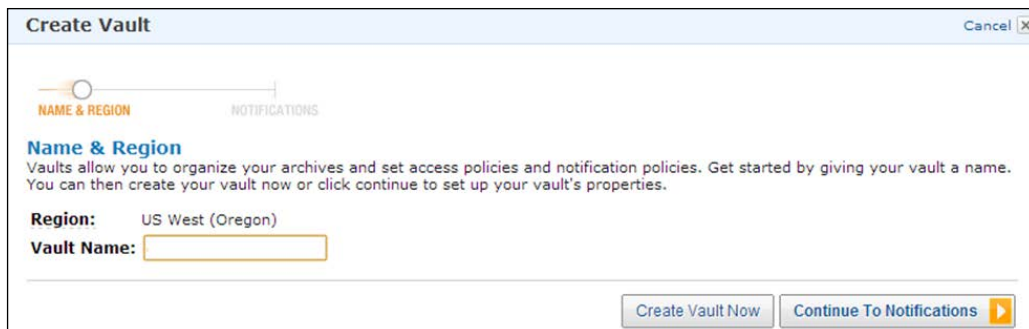 Create Vault
Cancel
NAME & REGION
NOTIFICATIONS
Name & Region
Vaults allow you to organize your archives and set access policies and notification policies. Get started by giving your vault a name.
You can then create your vault now or click continue to set up your vault's properties.
Region: US West (Oregon)
Vault Name:
Create Vault Now
Continue To Notifications